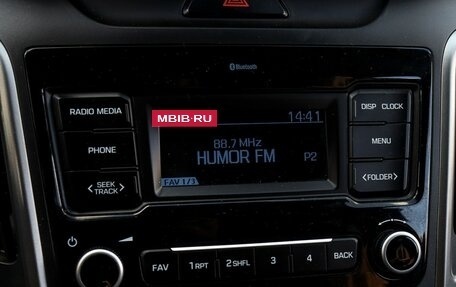 Bluetooth
RADIO MEDIA
MBIB·RU
14:41
DISP CLOCK
88.7 MHz
PHONE
HUMOR FM
P2
MENU
<SEEK TRACK>
FAV 1/3
<FOLDER>
FAV
1 RPT
2 SHFL
3
4
BACK